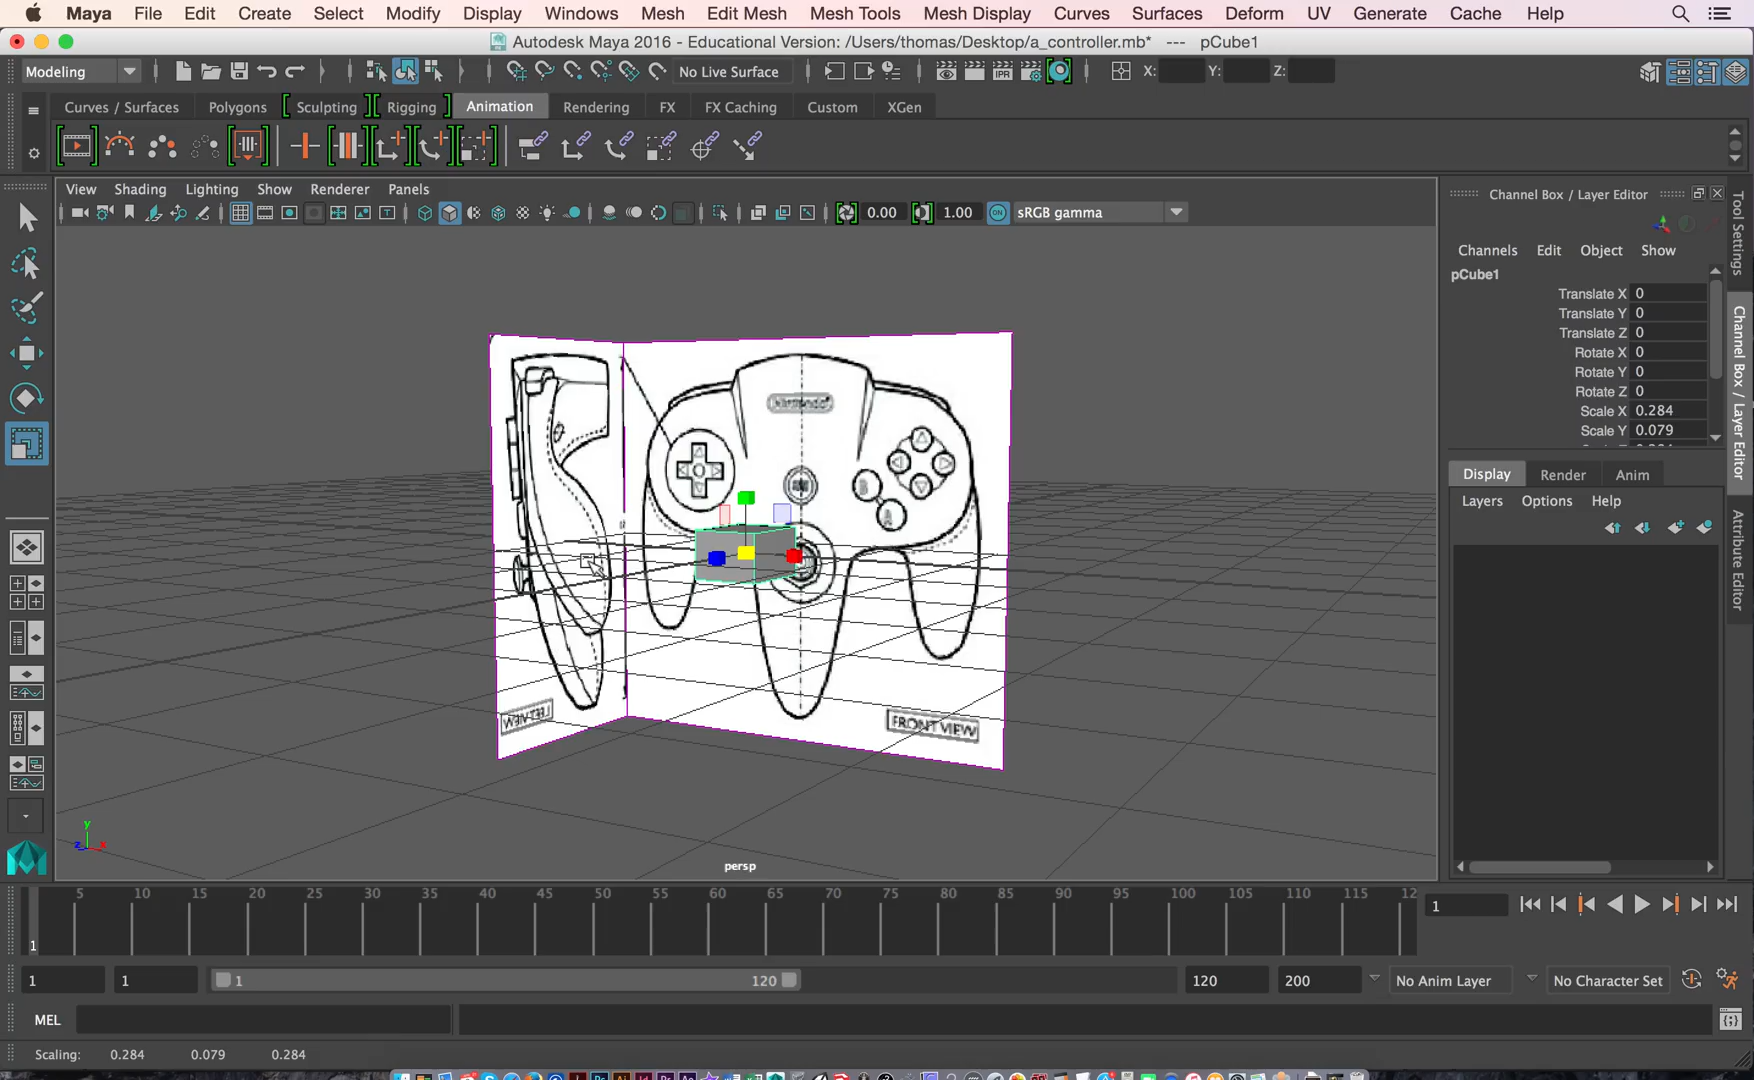 Maya File Edit Create Select Modify Display Windows Mesh Edit Mesh Mesh Tools Mesh Display Curves Surfaces Deform UV Generate Cache Help
Autodesk Maya 2016 - Educational Version: /Users/thomas/Desktop/a_controller.mb* --- pCube1
Modeling No Live Surface IPR X: Y: Z:
Curves / Surfaces Polygons Sculpting Rigging Animation Rendering FX FX Caching Custom XGen
View Shading Lighting Show Renderer Panels
0.00 1.00 ON sRGB gamma
Channel Box / Layer Editor
Channels Edit Object Show
pCube1
Translate X 0
Translate Y 0
Translate Z 0
Rotate X 0
Rotate Y 0
Rotate Z 0
Scale X 0.284
Scale Y 0.079
Display Render Anim
Layers Options Help
Tool Settings
Channel Box / Layer Editor
Attribute Editor
Nintendo
B
A
LEFT VIEW
FRONT VIEW
y
z x
persp
5 10 15 20 25 30 35 40 45 50 55 60 65 70 75 80 85 90 95 100 105 110 115 12
1
1
1 1 1 120 120 200 No Anim Layer No Character Set
MEL
Scaling: 0.284 0.079 0.284